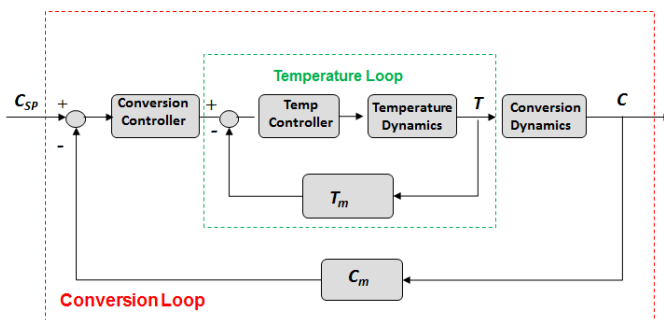 Temperature Loop
C_SP
+
-
Conversion
Controller
+
-
Temp
Controller
Temperature
Dynamics
T
Conversion
Dynamics
C
T_m
C_m
Conversion Loop